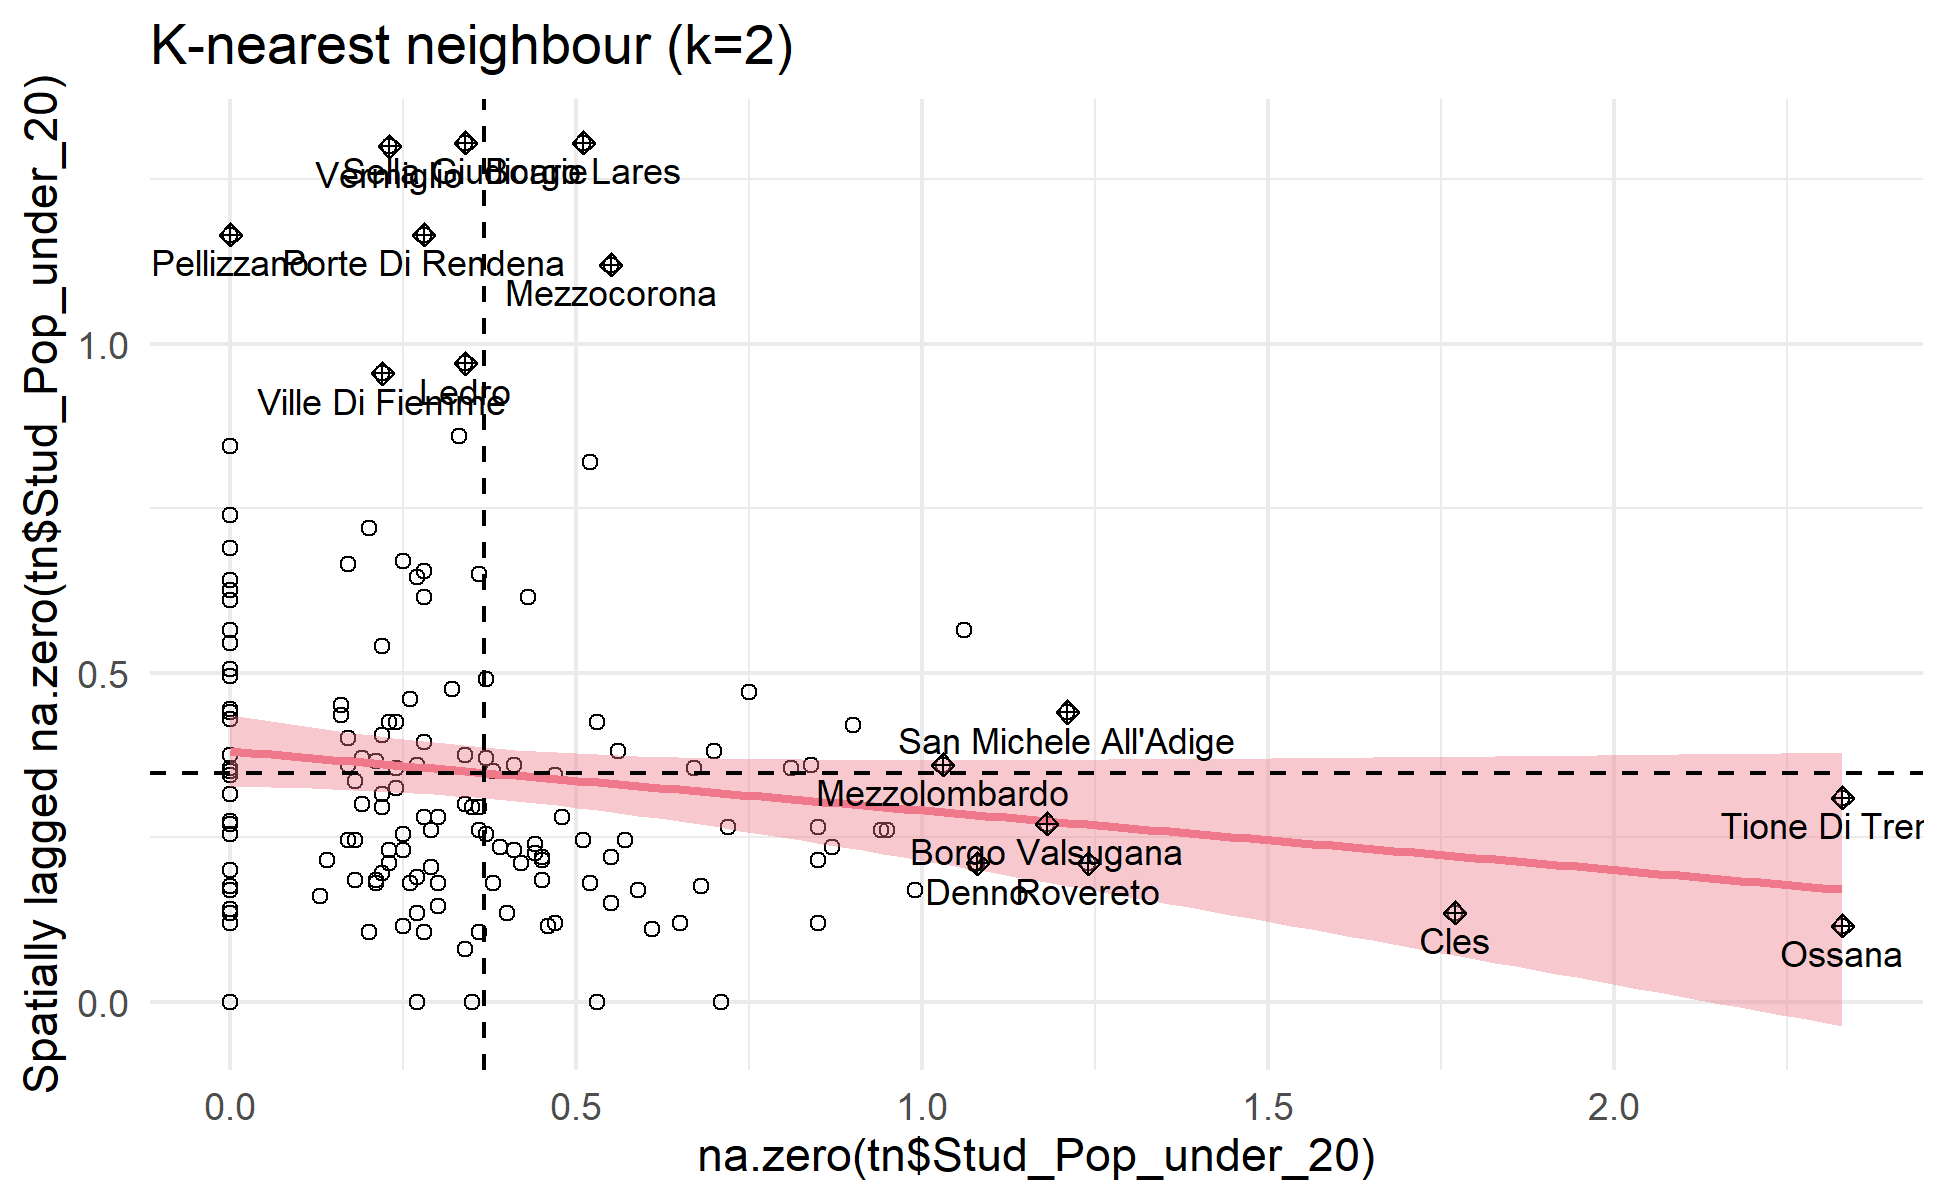 K-nearest neighbour (k=2)
Spatially lagged na.zero(tn$Stud_Pop_under_20)
Vermiglio
Sella Giudicarie
Borgo Lares
Pellizzano
Porte Di Rendena
Mezzocorona
1.0
Ledro
Ville Di Fiemme
0.5
San Michele All'Adige
Mezzolombardo
Tione Di Tren
Borgo Valsugana
Denno
Rovereto
Cles
Ossana
0.0
0.0
0.5
1.0
1.5
2.0
na.zero(tn$Stud_Pop_under_20)